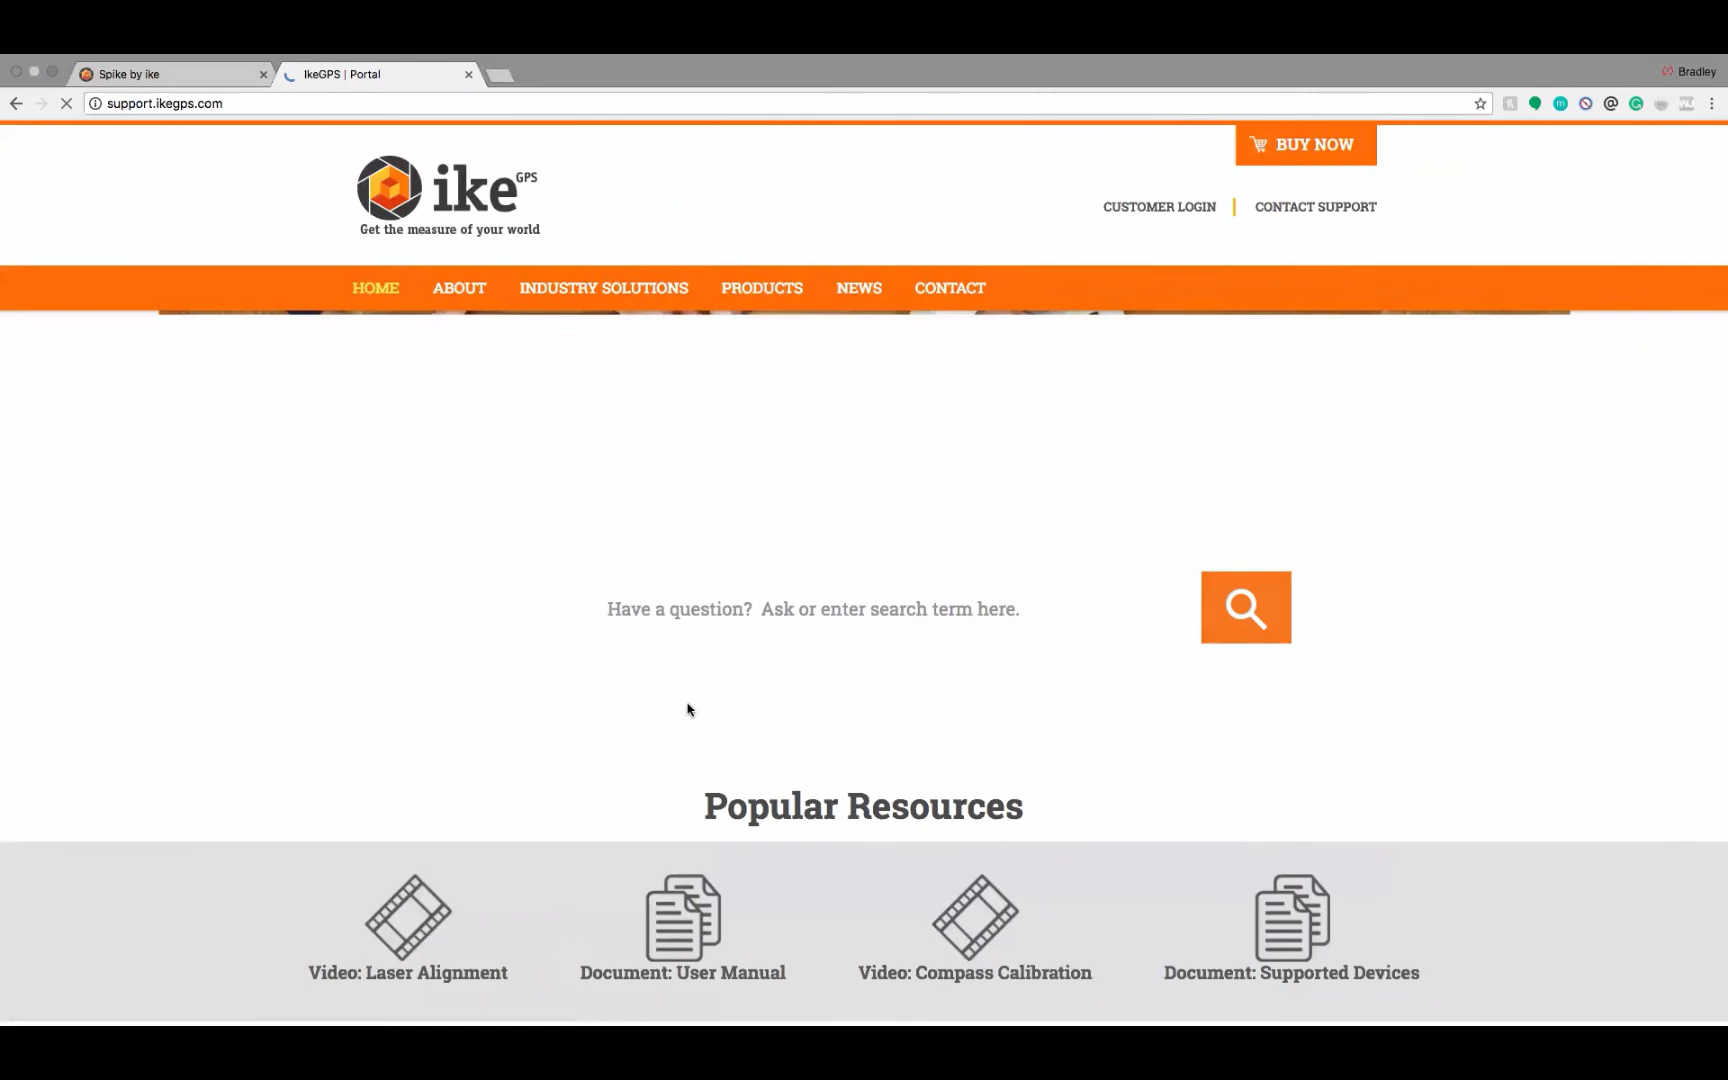 Spike by ike
IkeGPS | Portal
Bradley
support.ikegps.com
BUY NOW
ike GPS
Get the measure of your world
CUSTOMER LOGIN
CONTACT SUPPORT
HOME
ABOUT
INDUSTRY SOLUTIONS
PRODUCTS
NEWS
CONTACT
Have a question? Ask or enter search term here.
Popular Resources
Video: Laser Alignment
Document: User Manual
Video: Compass Calibration
Document: Supported Devices